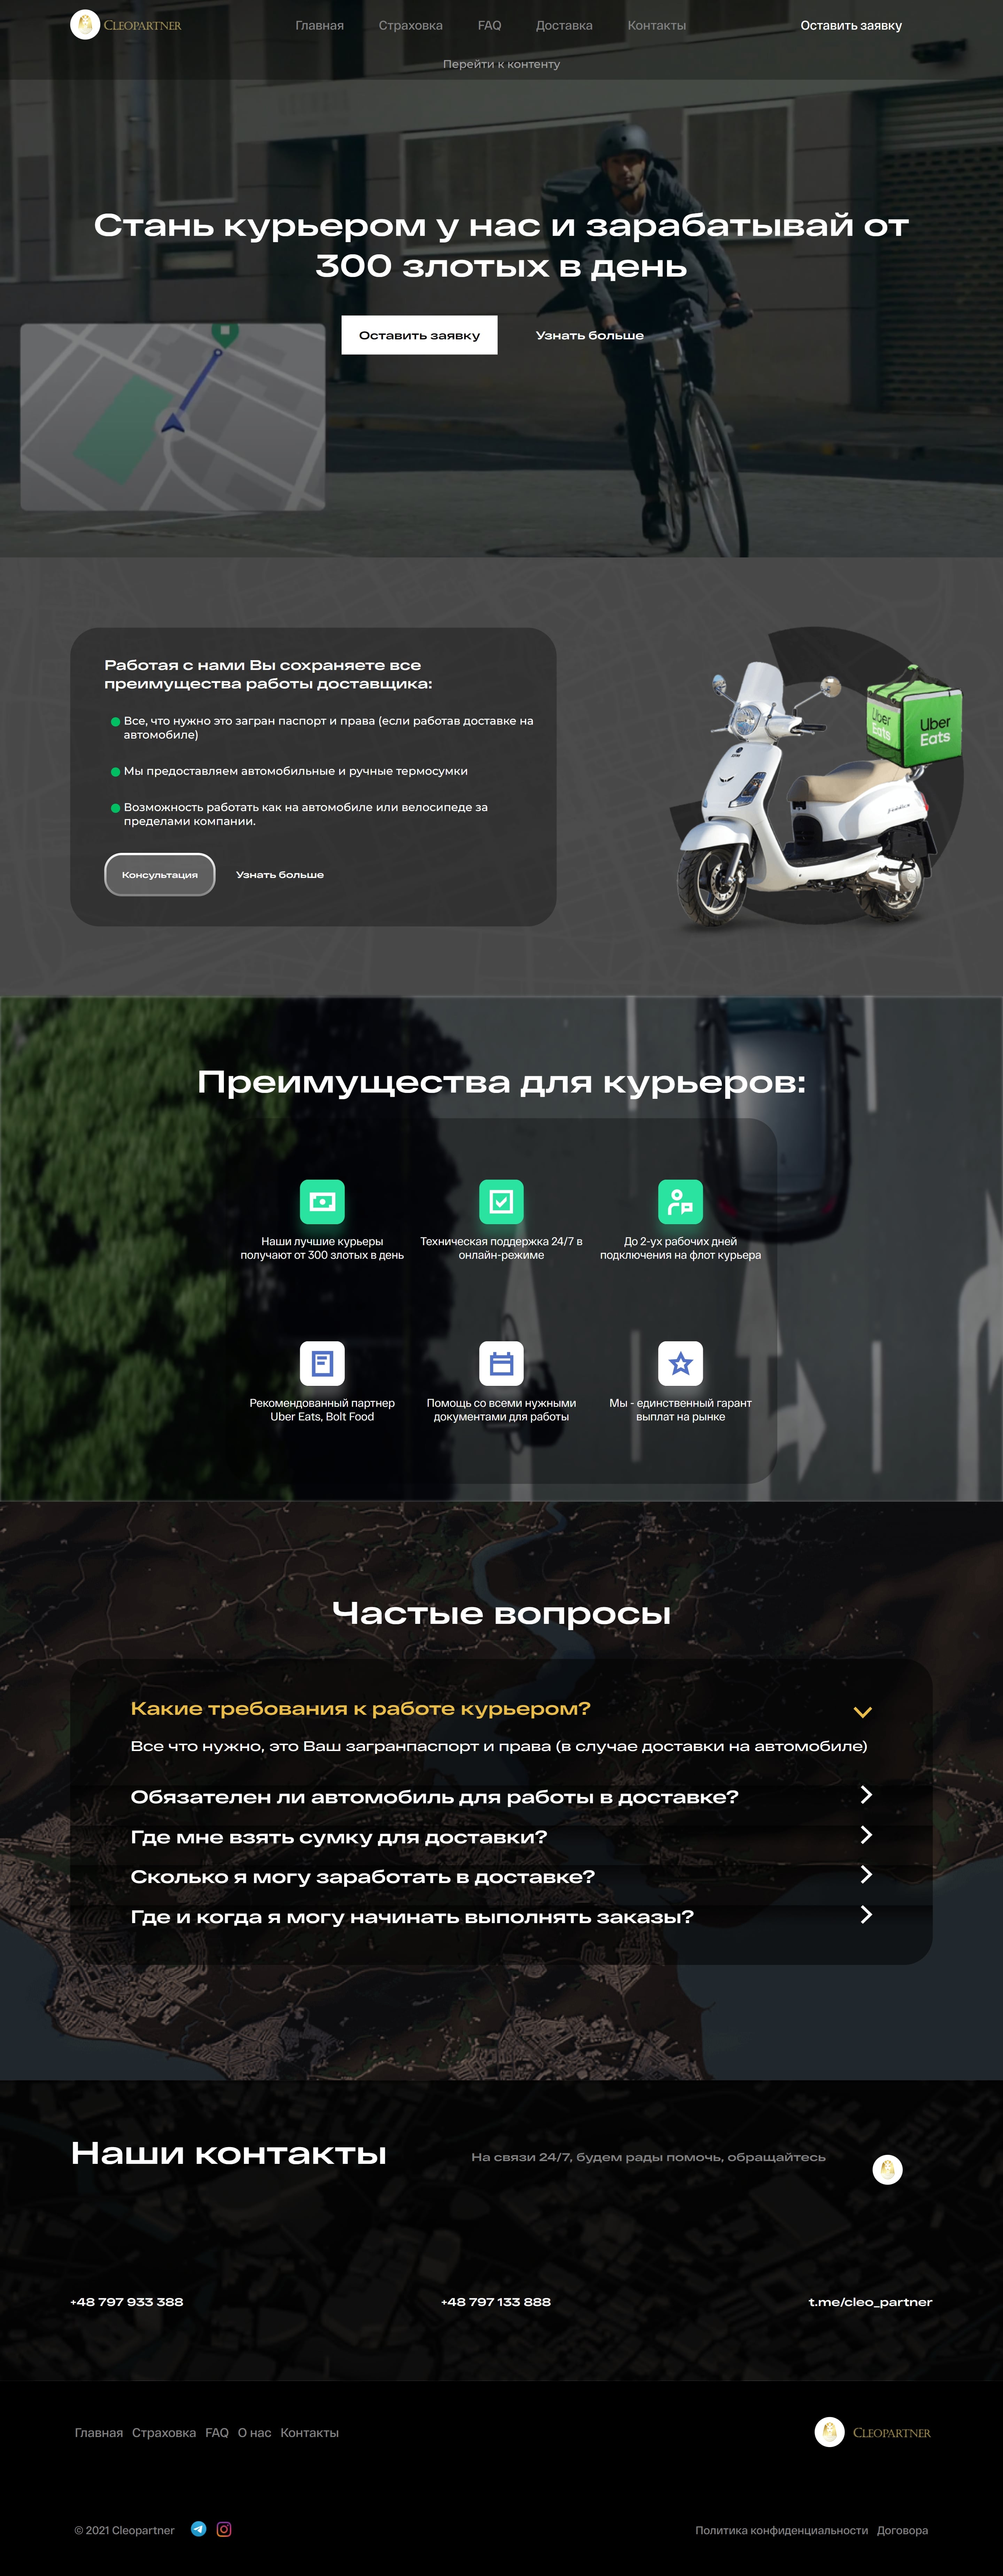 CLEOPARTNER
Главная Страховка FAQ Доставка Контакты
Оставить заявку
Перейти к контенту
Стань курьером у нас и зарабатывай от
300 злотых в день
Оставить заявку
Узнать больше
Работая с нами Вы сохраняете все
преимущества работы доставщика:
Все, что нужно это загран паспорт и права (если работав доставке на
автомобиле)
Мы предоставляем автомобильные и ручные термосумки
Возможность работать как на автомобиле или велосипеде за
пределами компании.
Консультация
Узнать больше
Uber
Eats
Uber
Eats
Преимущества для курьеров:
Наши лучшие курьеры
получают от 300 злотых в день
Техническая поддержка 24/7 в
онлайн-режиме
До 2-ух рабочих дней
подключения на флот курьера
Рекомендованный партнер
Uber Eats, Bolt Food
Помощь со всеми нужными
документами для работы
Мы - единственный гарант
выплат на рынке
Частые вопросы
Какие требования к работе курьером?
Все что нужно, это Ваш загранпаспорт и права (в случае доставки на автомобиле)
Обязателен ли автомобиль для работы в доставке?
Где мне взять сумку для доставки?
Сколько я могу заработать в доставке?
Где и когда я могу начинать выполнять заказы?
Наши контакты
На связи 24/7, будем рады помочь, обращайтесь
+48 797 933 388
+48 797 133 888
t.me/cleo_partner
Главная Страховка FAQ О нас Контакты
CLEOPARTNER
© 2021 Cleopartner
Политика конфиденциальности Договора